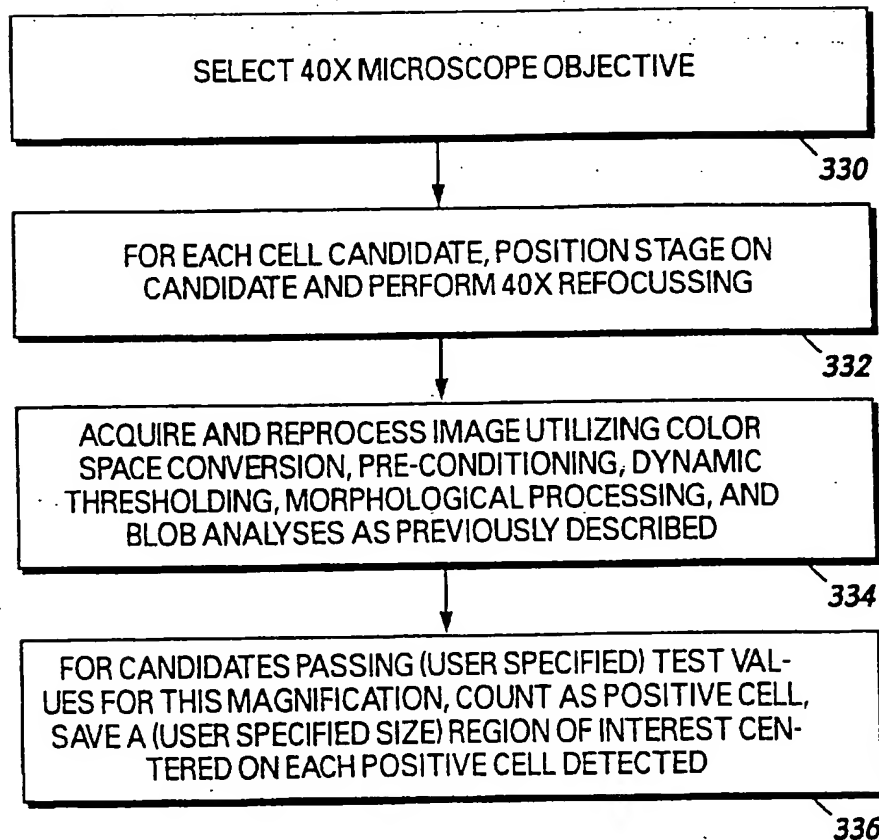 SELECT 40X MICROSCOPE OBJECTIVE
330
FOR EACH CELL CANDIDATE, POSITION STAGE ON
CANDIDATE AND PERFORM 40X REFOCUSSING
332
ACQUIRE AND REPROCESS IMAGE UTILIZING COLOR
SPACE CONVERSION, PRE-CONDITIONING, DYNAMIC
THRESHOLDING, MORPHOLOGICAL PROCESSING, AND
BLOB ANALYSES AS PREVIOUSLY DESCRIBED
334
FOR CANDIDATES PASSING (USER SPECIFIED) TEST VAL-
UES FOR THIS MAGNIFICATION, COUNT AS POSITIVE CELL,
SAVE A (USER SPECIFIED SIZE) REGION OF INTEREST CEN-
TERED ON EACH POSITIVE CELL DETECTED
336